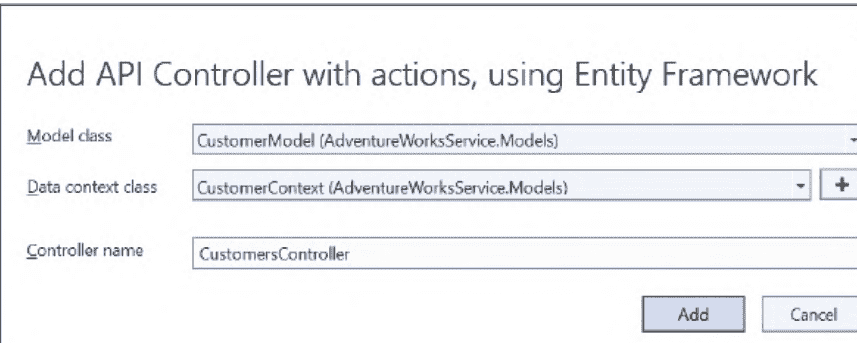 Add API Controller with actions, using Entity Framework
Model class CustomerModel (AdventureWorksService.Models)
Data context class CustomerContext (AdventureWorksService.Models) +
Controller name CustomersController
Add Cancel